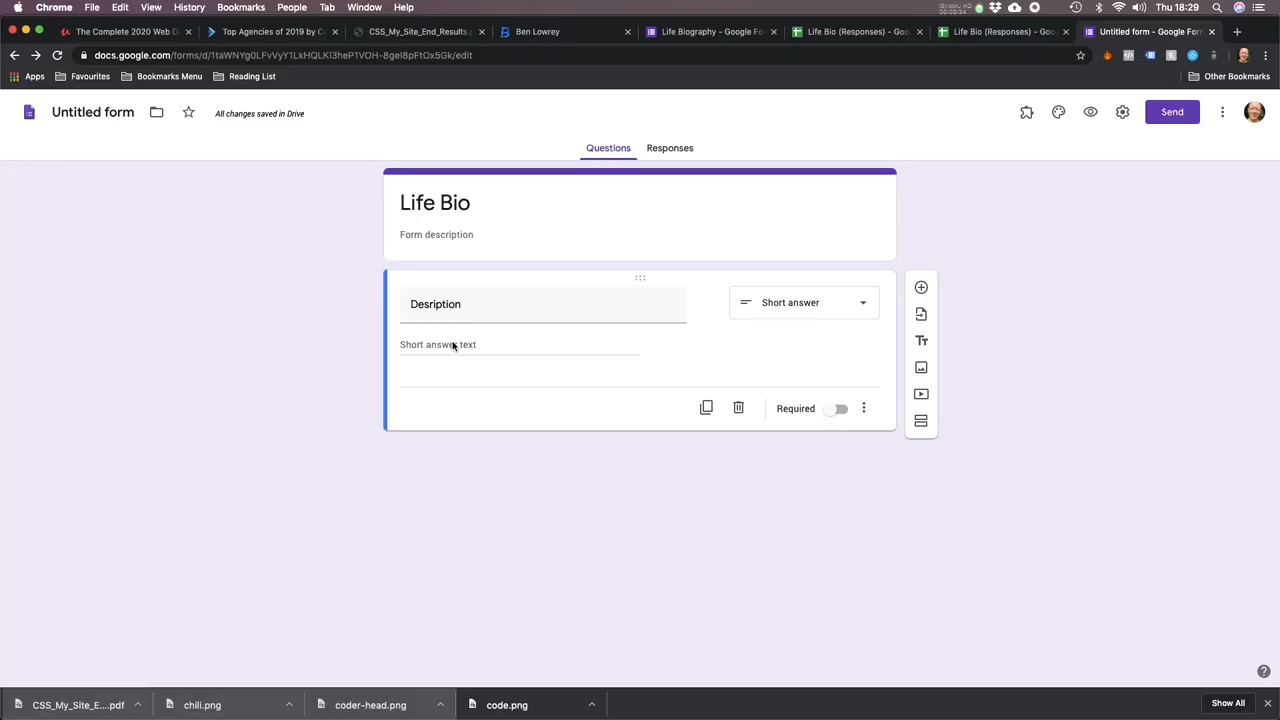 Chrome File Edit View History Bookmarks People Tab Window Help Thu 18:29
The Complete 2020 Web D
Top Agencies of 2019 by C
CSS_My_Site_End_Results.
Ben Lowrey
Life Biography - Google Fo
Life Bio (Responses) - Goo
Life Bio (Responses) - Goo
Untitled form - Google For
docs.google.com/forms/d/1taWNYg0LFvVyY1LkHQLKl3heP1VOH-8gel8pFtOx5Gk/edit
Apps Favourites Bookmarks Menu Reading List Other Bookmarks
Untitled form All changes saved in Drive Send
Questions Responses
Life Bio
Form description
Desription Short answer
Short answer text
Required
CSS_My_Site_E....pdf chili.png coder-head.png code.png Show All